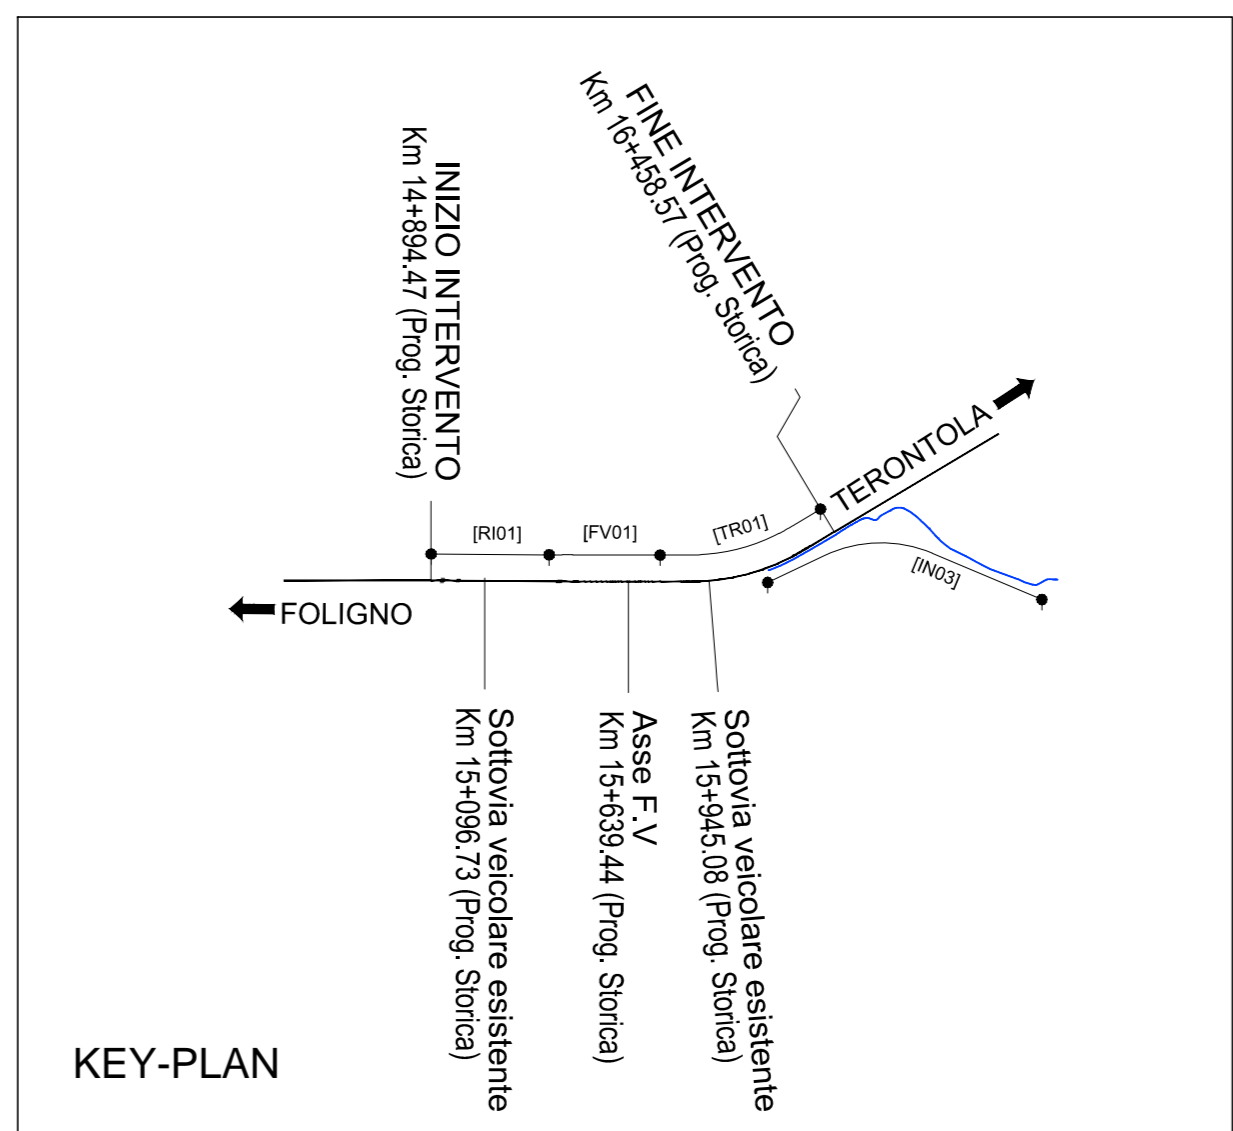 INIZIO INTERVENTO
Km 14+894.47 (Prog. Storica)
FINE INTERVENTO
Km 16+458.57 (Prog. Storica)
TERONTOLA
[RI01]
[FV01]
[TR01]
[IN03]
FOLIGNO
Sottovia veicolare esistente
Km 15+096.73 (Prog. Storica)
Asse F.V
Km 15+639.44 (Prog. Storica)
Sottovia veicolare esistente
Km 15+945.08 (Prog. Storica)
KEY-PLAN